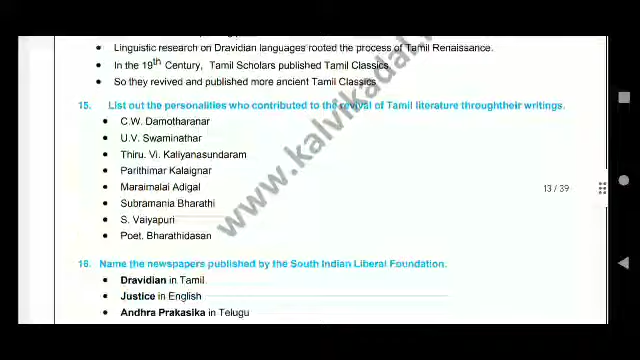 • Linguistic research on Dravidian languages rooted the process of Tamil Renaissance.
• In the 19th Century, Tamil Scholars published Tamil Classics
• So they revived and published more ancient Tamil Classics
15. List out the personalities who contributed to the revival of Tamil literature throughtheir writings.
• C.W. Damotharanar
• U.V. Swaminathar
• Thiru. Vi. Kaliyanasundaram
• Parithimar Kalaignar
• Maraimalai Adigal
• Subramania Bharathi
• S. Vaiyapuri
• Poet. Bharathidasan
13 / 39
16. Name the newspapers published by the South Indian Liberal Foundation.
• Dravidian in Tamil
• Justice in English
• Andhra Prakasika in Telugu